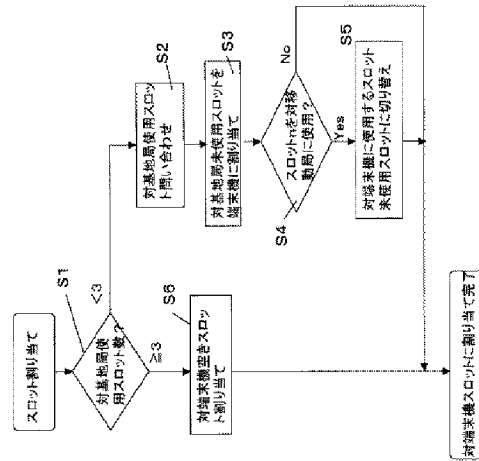 スロット割り当て
S1
対基地局使
用スロット数？
<3
≧3
S2
対基地局使用スロッ
ト問い合わせ
S3
対基地局未使用スロットを
端末機に割り当て
S4
スロットnを対移
動局に使用？
No
Yes
S5
対端末機に使用するスロット
未使用スロットに切り替え
S6
対端末機空きスロッ
ト割り当て
対端末機スロットに割り当て完了